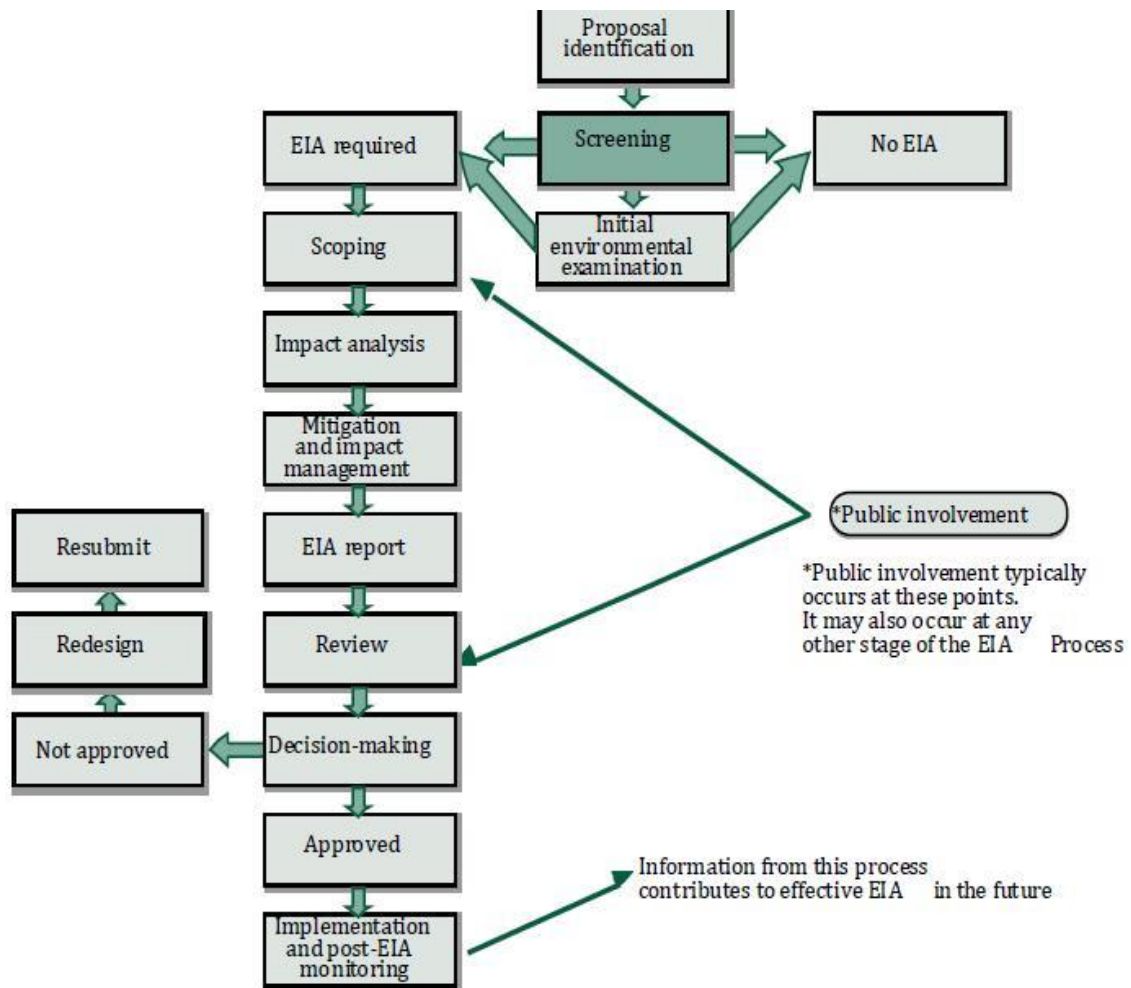 Proposal
identification
EIA required
Screening
No EIA
Scoping
Initial
environmental
examination
Impact analysis
Mitigation
and impact
management
*Public involvement
Resubmit
EIA report
*Public involvement typically
occurs at these points.
It may also occur at any
other stage of the EIA Process
Redesign
Review
Not approved
Decision-making
Approved
Information from this process
contributes to effective EIA in the future
Implementation
and post-EIA
monitoring